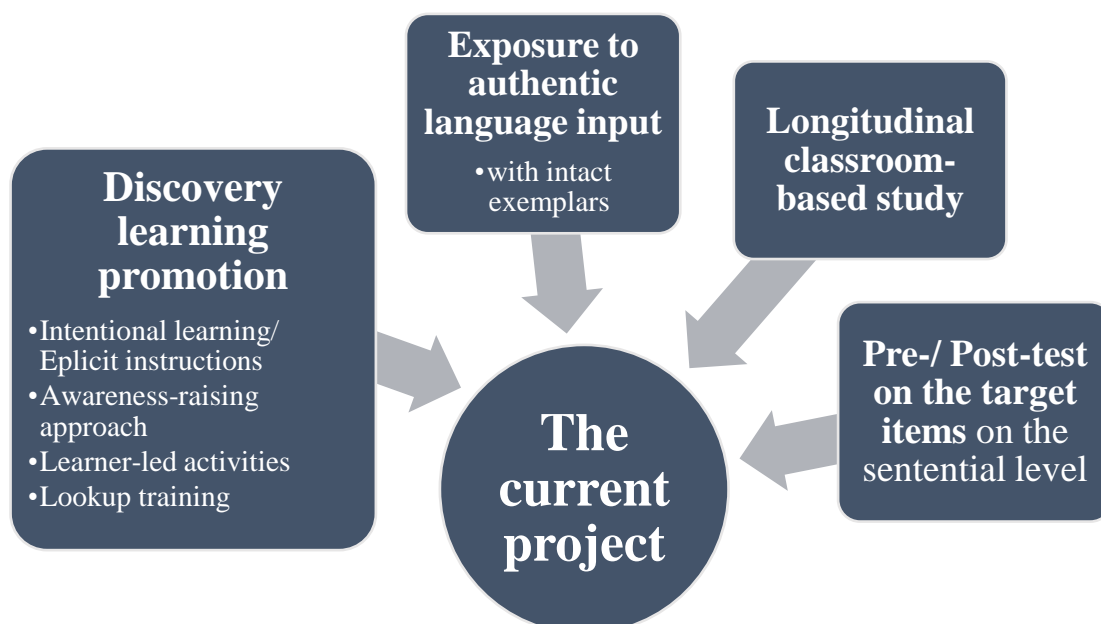 Discovery
learning
promotion
•Intentional learning/
Eplicit instructions
•Awareness-raising
approach
•Learner-led activities
•Lookup training
Exposure to
authentic
language input
•with intact
exemplars
Longitudinal
classroom-
based study
Pre-/ Post-test
on the target
items on the
sentential level
The
current
project